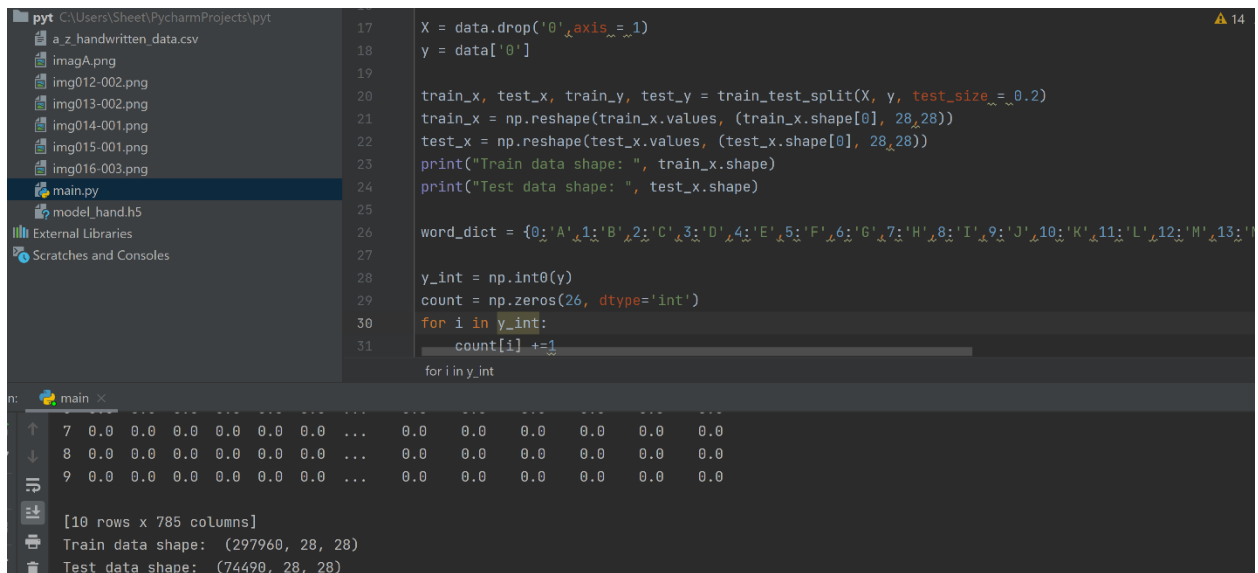 pyt C:\Users\Sheet\PycharmProjects\pyt
a_z_handwritten_data.csv
imagA.png
img012-002.png
img013-002.png
img014-001.png
img015-001.png
img016-003.png
main.py
model_hand.h5
External Libraries
Scratches and Consoles
14
17 X = data.drop('0',axis = 1)
18 y = data['0']
19
20 train_x, test_x, train_y, test_y = train_test_split(X, y, test_size = 0.2)
21 train_x = np.reshape(train_x.values, (train_x.shape[0], 28,28))
22 test_x = np.reshape(test_x.values, (test_x.shape[0], 28,28))
23 print("Train data shape: ", train_x.shape)
24 print("Test data shape: ", test_x.shape)
25
26 word_dict = {0:'A',1:'B',2:'C',3:'D',4:'E',5:'F',6:'G',7:'H',8:'I',9:'J',10:'K',11:'L',12:'M',13:'
27
28 y_int = np.int0(y)
29 count = np.zeros(26, dtype='int')
30 for i in y_int:
31 count[i] +=1
for i in y_int
n: main
7 0.0 0.0 0.0 0.0 0.0 0.0 ... 0.0 0.0 0.0 0.0 0.0 0.0
8 0.0 0.0 0.0 0.0 0.0 0.0 ... 0.0 0.0 0.0 0.0 0.0 0.0
9 0.0 0.0 0.0 0.0 0.0 0.0 ... 0.0 0.0 0.0 0.0 0.0 0.0
[10 rows x 785 columns]
Train data shape: (297960, 28, 28)
Test data shape: (74490, 28, 28)